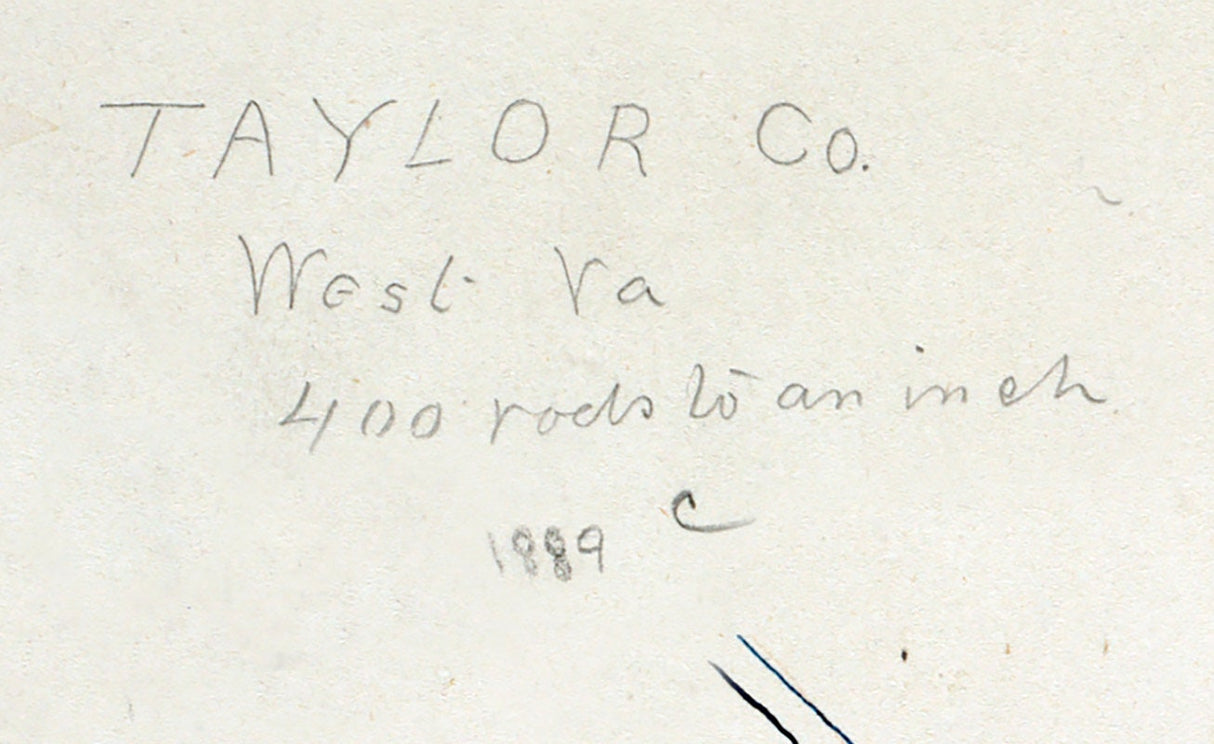 TAYLOR Co.
West Va
400 rods to an inch
1889 c